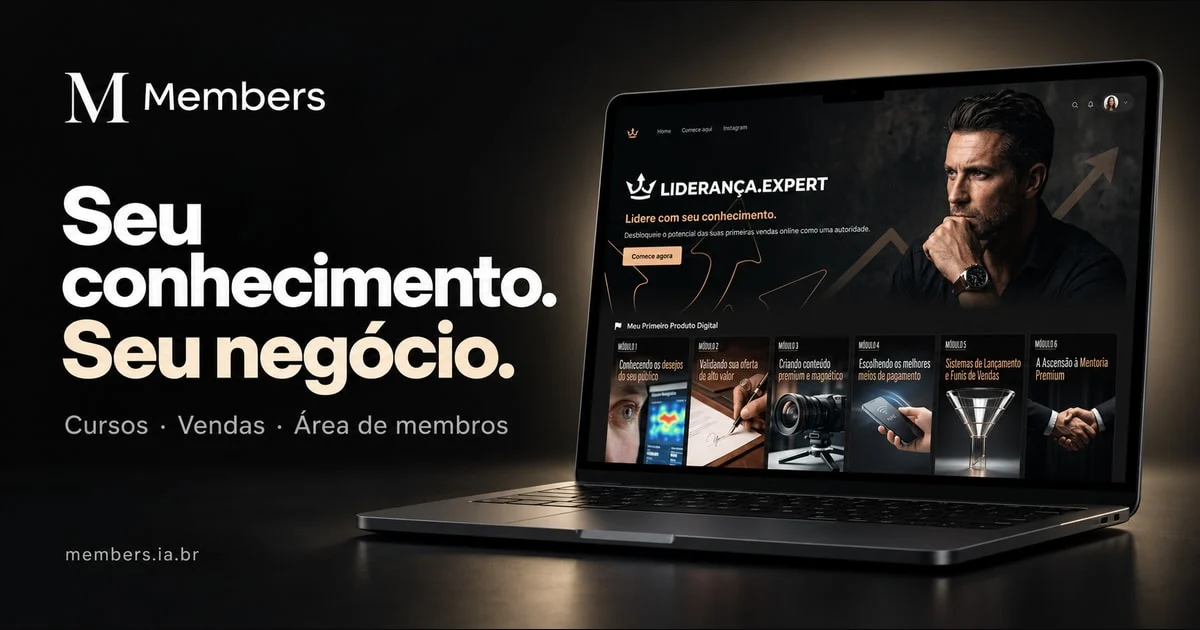 M Members
Seu
conhecimento.
Seu negócio.
Cursos · Vendas · Área de membros
members.ia.br
Home Comece aqui Instagram
LIDERANÇA.EXPERT
Lidere com seu conhecimento.
Desbloqueie o potencial das suas primeiras vendas online como uma autoridade.
Comece agora
Meu Primeiro Produto Digital
MÓDULO 1
Conhecendo os desejos
do seu público
MÓDULO 2
Validando sua oferta
de alto valor
MÓDULO 3
Criando conteúdo
premium e magnético
MÓDULO 4
Escolhendo os melhores
meios de pagamento
MÓDULO 5
Sistemas de Lançamento
e Funis de Vendas
MÓDULO 6
A Ascensão à Mentoria
Premium